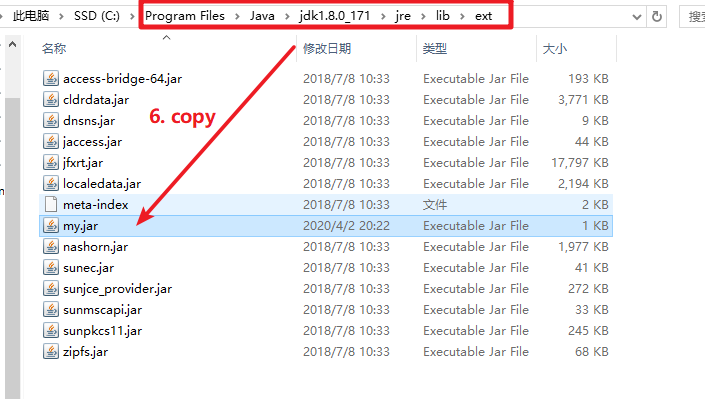 此电脑 > SSD (C:) > Program Files > Java > jdk1.8.0_171 > jre > lib > ext
名称 修改日期 类型 大小
access-bridge-64.jar 2018/7/8 10:33 Executable Jar File 193 KB
cldrdata.jar 2018/7/8 10:33 Executable Jar File 3,771 KB
dnsns.jar 2018/7/8 10:33 Executable Jar File 9 KB
6. copy
jaccess.jar 2018/7/8 10:33 Executable Jar File 44 KB
jfxrt.jar 2018/7/8 10:33 Executable Jar File 17,797 KB
localedata.jar 2018/7/8 10:33 Executable Jar File 2,194 KB
meta-index 2018/7/8 10:33 文件 2 KB
my.jar 2020/4/2 20:22 Executable Jar File 1 KB
nashorn.jar 2018/7/8 10:33 Executable Jar File 1,977 KB
sunec.jar 2018/7/8 10:33 Executable Jar File 41 KB
sunjce_provider.jar 2018/7/8 10:33 Executable Jar File 272 KB
sunmscapi.jar 2018/7/8 10:33 Executable Jar File 33 KB
sunpkcs11.jar 2018/7/8 10:33 Executable Jar File 245 KB
zipfs.jar 2018/7/8 10:33 Executable Jar File 68 KB